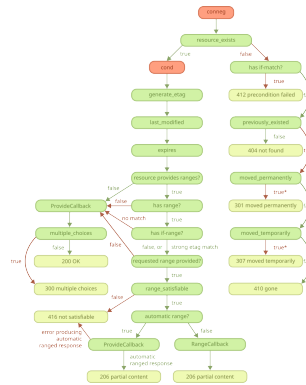 conneg
resource_exists
true
false
cond
has if-match?
true
generate_etag
412 precondition failed
last_modified
previously_existed
false
expires
404 not found
resource provides ranges?
moved_permanently
false
true
true*
ProvideCallback
false
has range?
301 moved permanently
no match
true
multiple_choices
has if-range?
moved_temporarily
false
false
false, or
strong etag match
true*
true
200 OK
requested range provided?
307 moved temporarily
true
300 multiple choices
range_satisfiable
410 gone
false
true
416 not satisfiable
automatic range?
error producing
automatic
ranged response
true
false
ProvideCallback
RangeCallback
automatic
ranged response
206 partial content
206 partial content